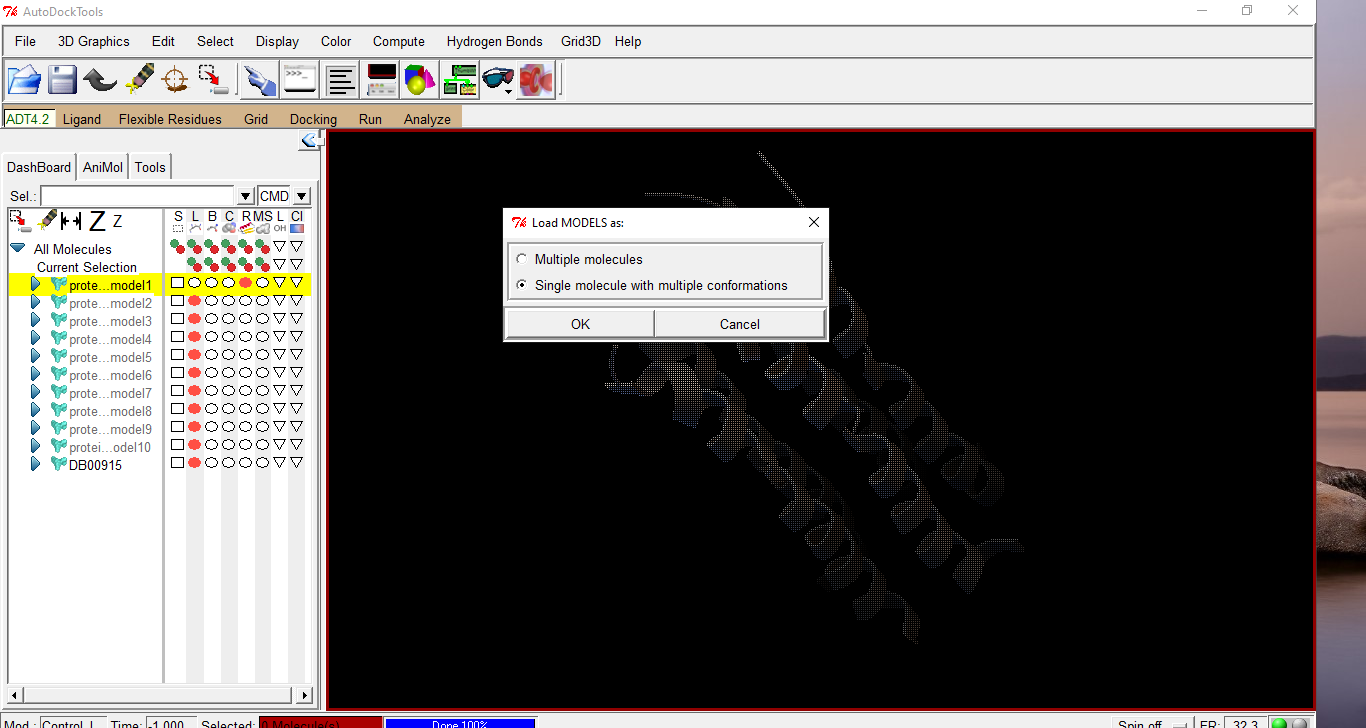 AutoDockTools
File 3D Graphics Edit Select Display Color Compute Hydrogen Bonds Grid3D Help
>>>_
ADT4.2 Ligand Flexible Residues Grid Docking Run Analyze
DashBoard AniMol Tools
Sel.: CMD
Z Z S L B C R MS L Cl
OH
All Molecules
Current Selection
prote...model1
prote...model2
prote...model3
prote...model4
prote...model5
prote...model6
prote...model7
prote...model8
prote...model9
protei...odel10
DB00915
Load MODELS as:
Multiple molecules
Single molecule with multiple conformations
OK Cancel
Mod.: Control_L Time: -1.000 Selected: 0 Molecule(s) Done 100% Spin off FR: 32.3